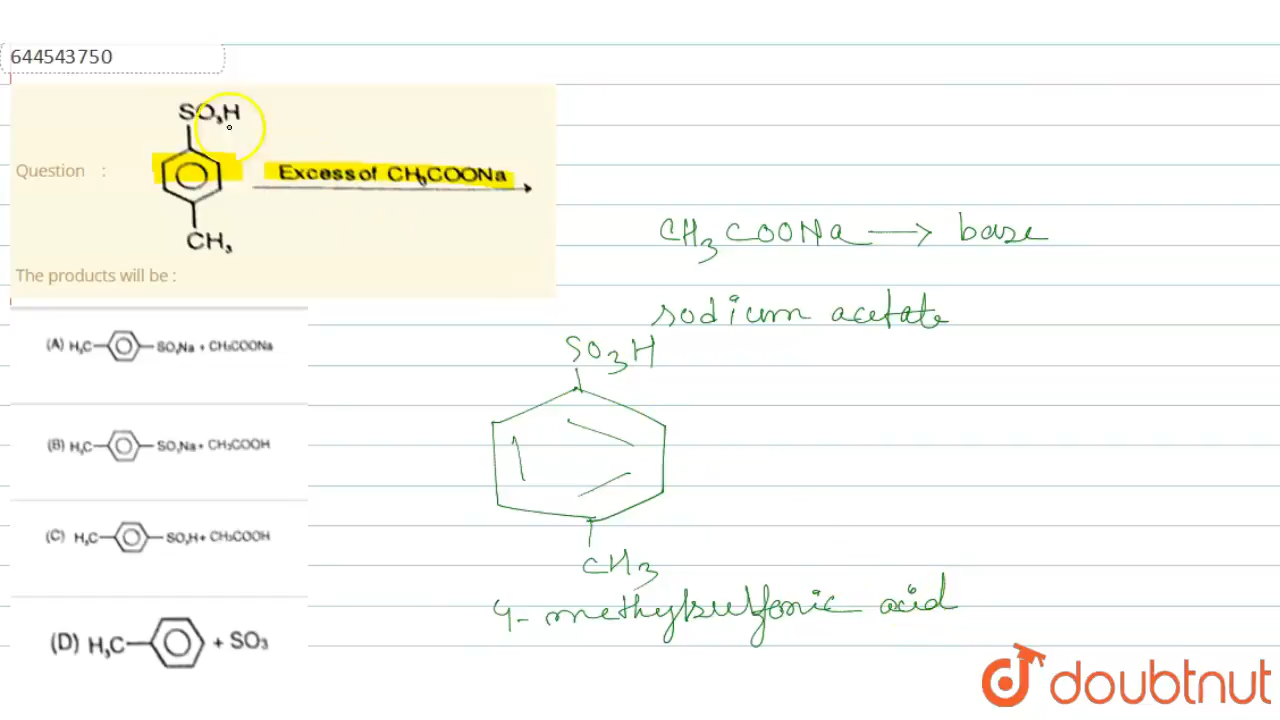 644543750
SO₃H
Question :
Excess of CH₃COONa
CH₃
The products will be :
(A) H₃C SO₃Na + CH₃COONa
(B) H₃C SO₃Na + CH₃COOH
(C) H₃C SO₃H + CH₃COOH
(D) H₃C + SO₃
CH₃COONa → base
sodium acetate
SO₃H
CH₃
4- methylsulfonic acid
doubtnut